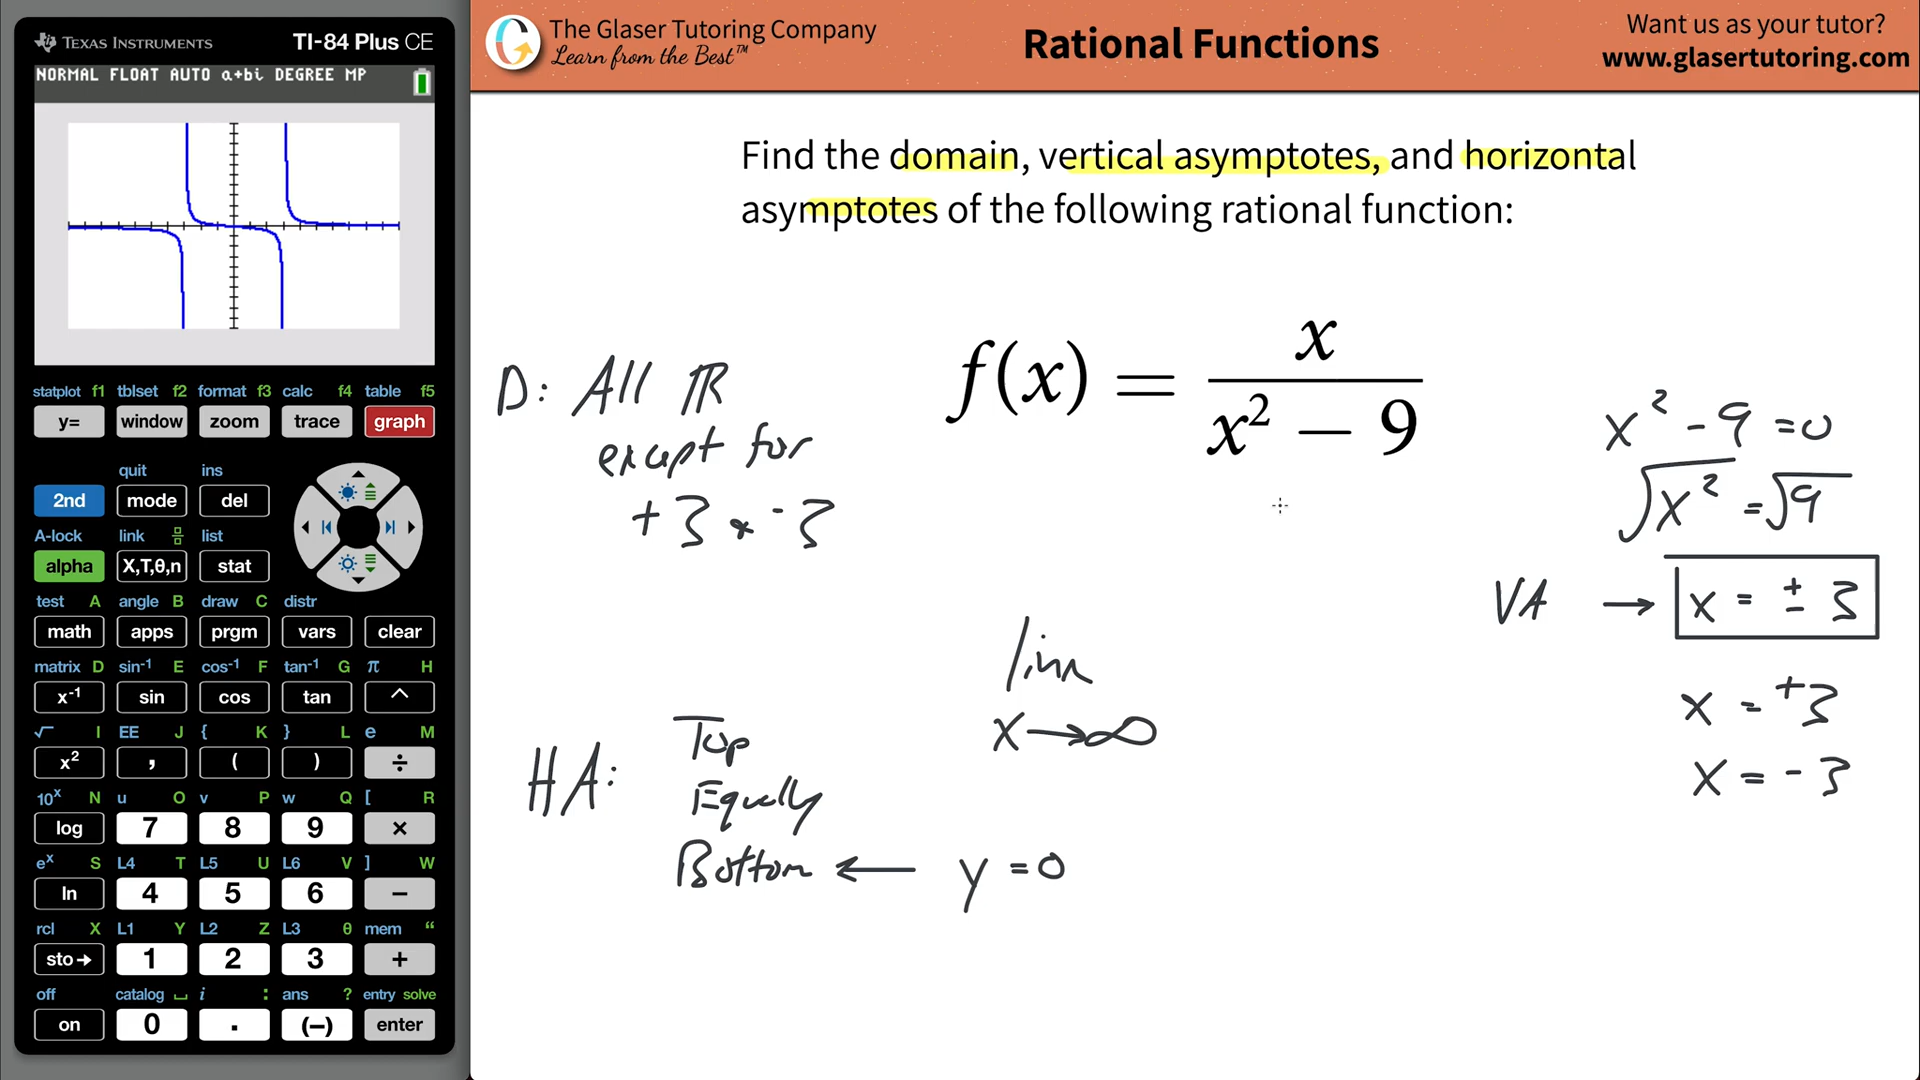 TEXAS INSTRUMENTS TI-84 Plus CE
NORMAL FLOAT AUTO a+bi DEGREE MP
statplot f1 tblset f2 format f3 calc f4 table f5
y= window zoom trace graph
quit ins
2nd mode del
A-lock link list
alpha X,T,θ,n stat
test A angle B draw C distr
math apps prgm vars clear
matrix D sin⁻¹ E cos⁻¹ F tan⁻¹ G π H
x⁻¹ sin cos tan ^
√ I EE J { K } L e M
x² , ( ) ÷
10ˣ N u O v P w Q [ R
log 7 8 9 ×
eˣ S L4 T L5 U L6 V ] W
ln 4 5 6 −
rcl X L1 Y L2 Z L3 θ mem “
sto→ 1 2 3 +
off catalog ⎵ i : ans ? entry solve
on 0 . (−) enter
The Glaser Tutoring Company
Learn from the Best™
Rational Functions
Want us as your tutor?
www.glasertutoring.com
Find the domain, vertical asymptotes, and horizontal
asymptotes of the following rational function:
f(x) = x / (x² − 9)
D: All ℝ
except for
+3 & -3
x² - 9 = 0
√x² = √9
VA → x = ± 3
x = +3
x = -3
lim
x→∞
HA: Top
Equally
Bottom ← y = 0